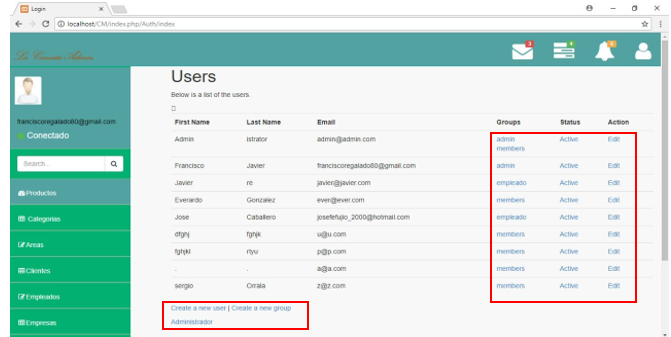 Login
localhost/CM/index.php/Auth/index
3
4
franciscoregalado80@gmail.com
Conectado
Search...
Productos
Categorias
Areas
Clientes
Empleados
Empresas
Users
Below is a list of the users.
First Name Last Name Email Groups Status Action
Admin istrator admin@admin.com admin Active Edit
members
Francisco Javier franciscoregalado80@gmail.com admin Active Edit
Javier re javier@javier.com empleado Active Edit
Everardo Gonzalez ever@ever.com members Active Edit
Jose Caballero josefefujio_2000@hotmail.com empleado Active Edit
dfghj fghjk u@u.com members Active Edit
fghjkl rtyu p@p.com members Active Edit
. . a@a.com members Active Edit
sergio Orrala z@z.com members Active Edit
Create a new user | Create a new group
Administrador